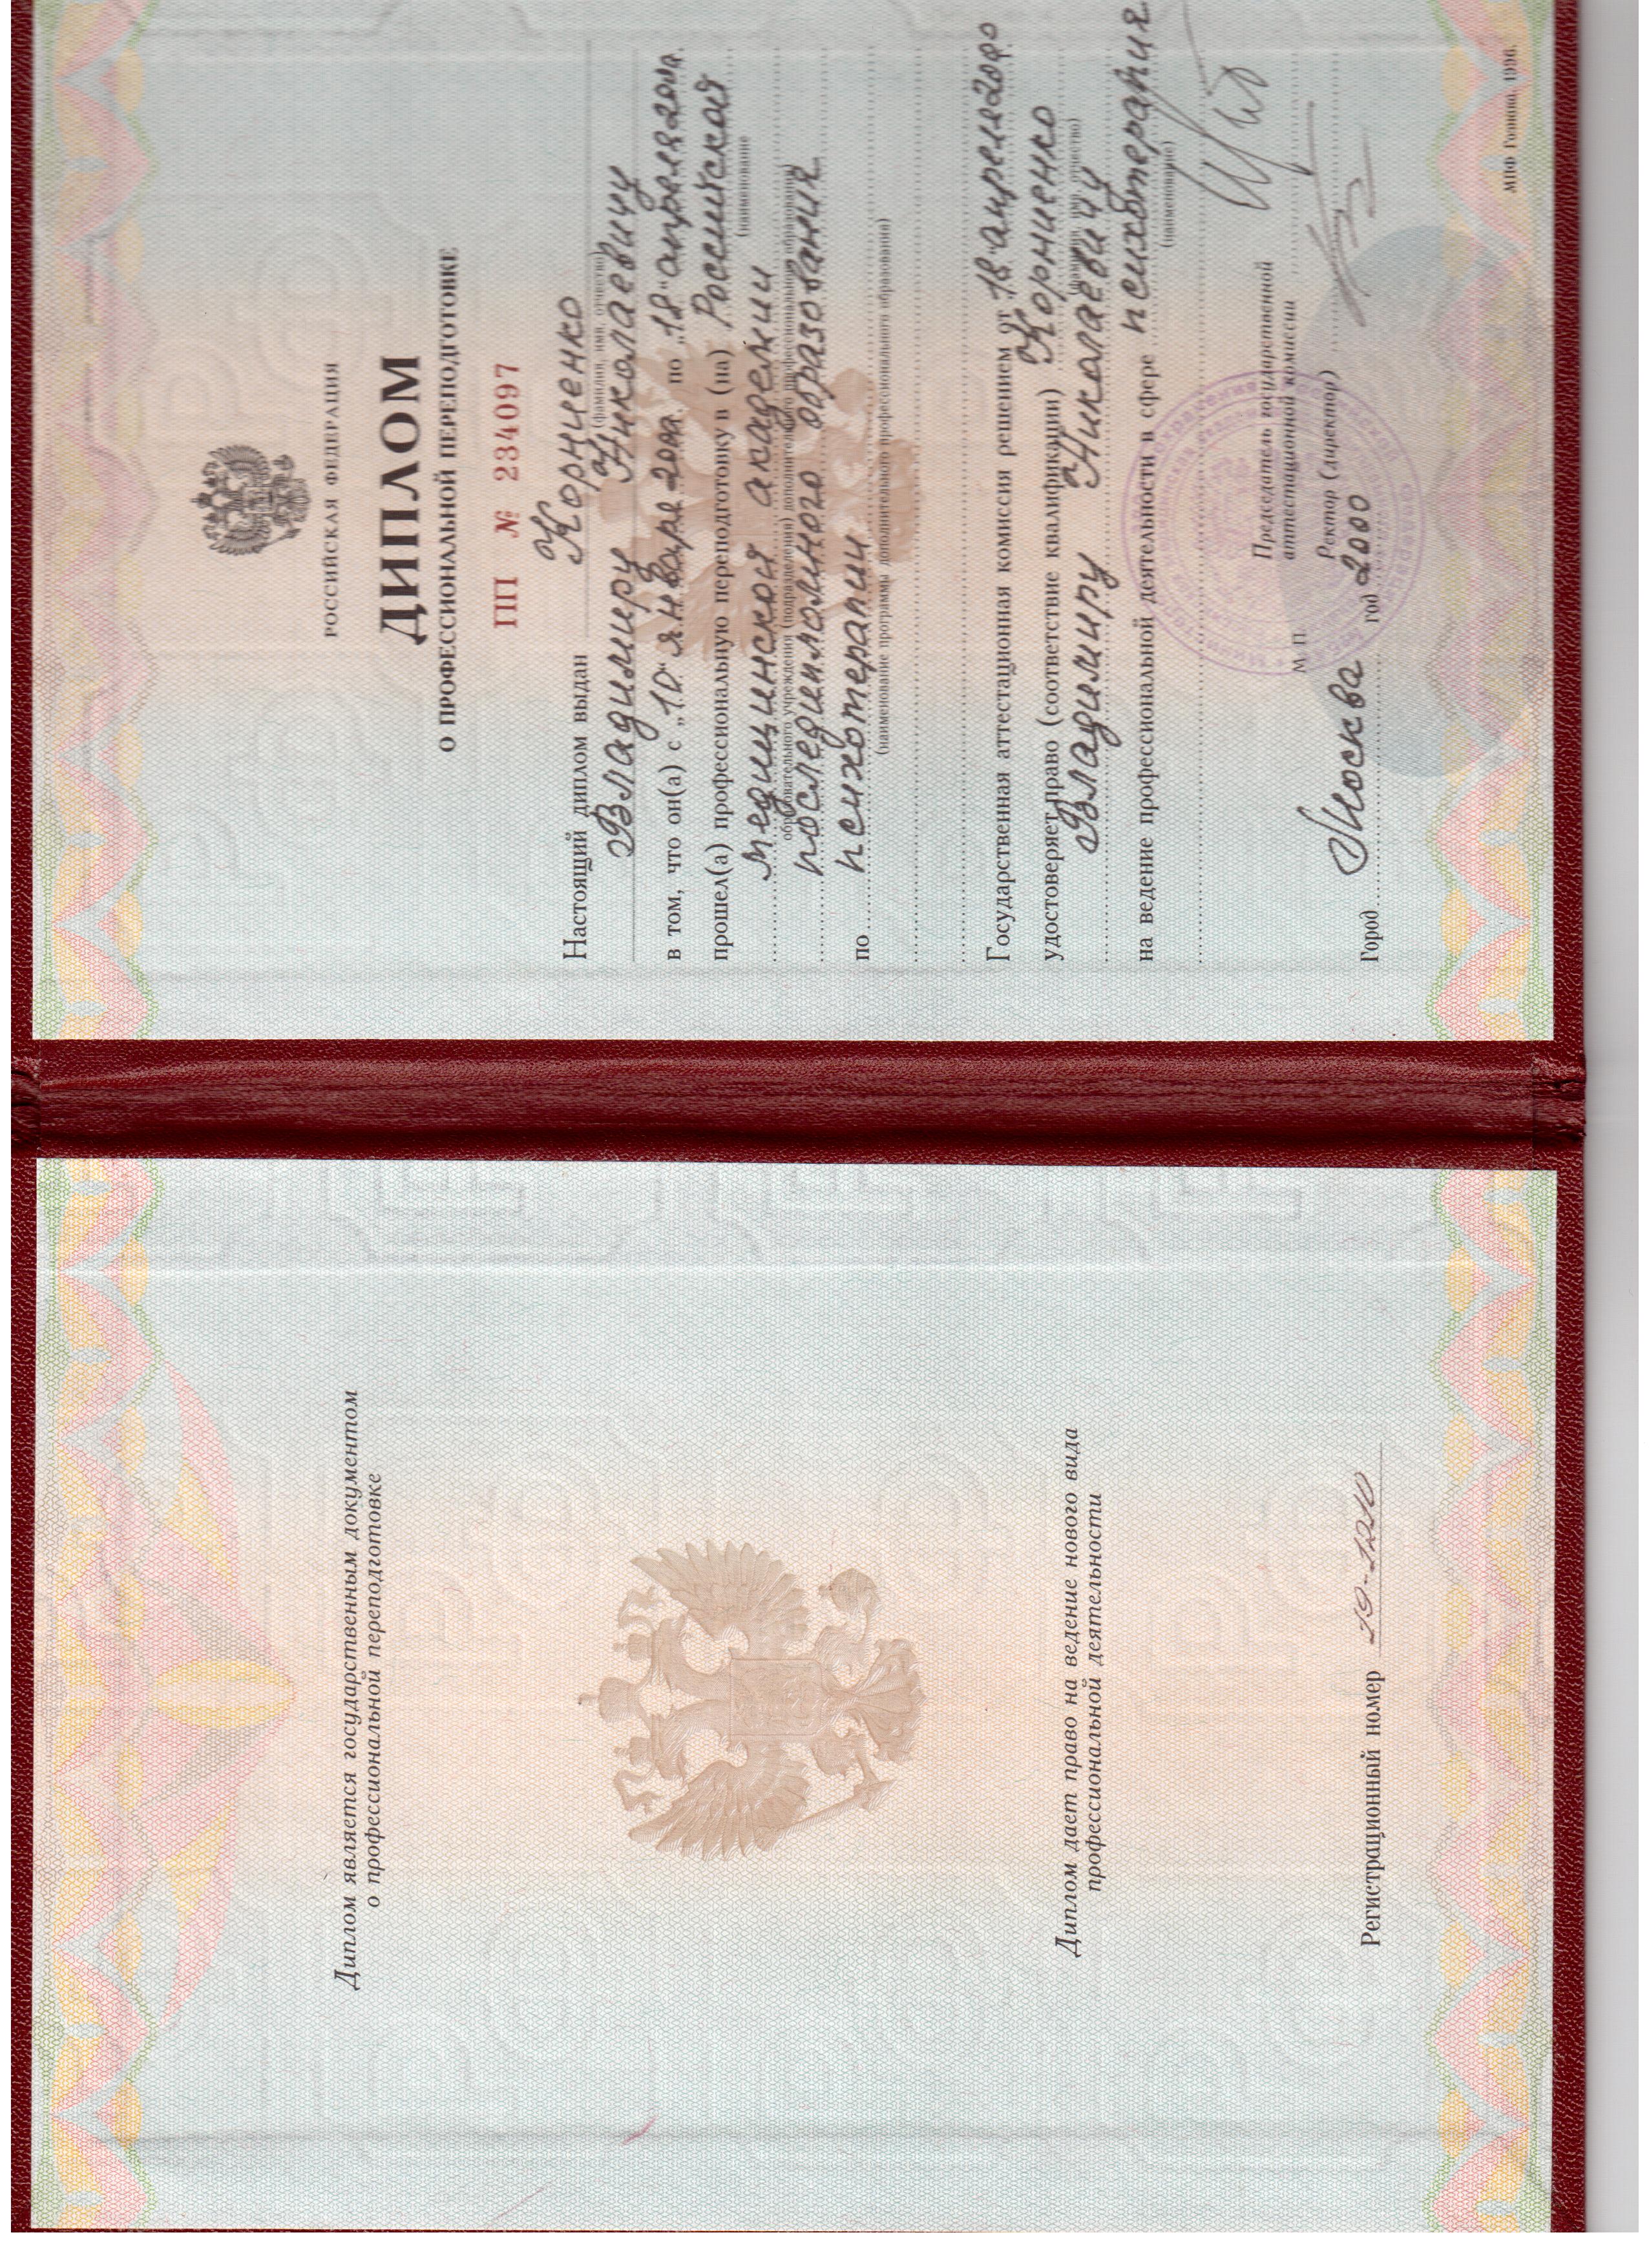 Диплом является государственным документом
о профессиональной переподготовке
Диплом дает право на ведение нового вида
профессиональной деятельности
Регистрационный номер 19-1210
РОССИЙСКАЯ ФЕДЕРАЦИЯ
ДИПЛОМ
О ПРОФЕССИОНАЛЬНОЙ ПЕРЕПОДГОТОВКЕ
ПП № 234097
Настоящий диплом выдан Корниенко
(фамилия, имя, отчество)
Владимиру Николаевичу
в том, что он(а) с „10“ января 2000. по „18“ апреля 2000.
прошел(а) профессиональную переподготовку в (на) Российской
(наименование
медицинской академии
образовательного учреждения (подразделения) дополнительного профессионального образования)
последипломного образования
по психотерапии
(наименование программы дополнительного профессионального образования)
Государственная аттестационная комиссия решением от 18“ апреля 2000
удостоверяет право (соответствие квалификации) Корниенко
(фамилия, имя, отчество)
Владимиру Николаевичу
на ведение профессиональной деятельности в сфере психотерапия
(наименование)
Председатель государственной
аттестационной комиссии
М. П.
Ректор (директор)
Город Москва год 2000
МПФ Гознака. 1996.